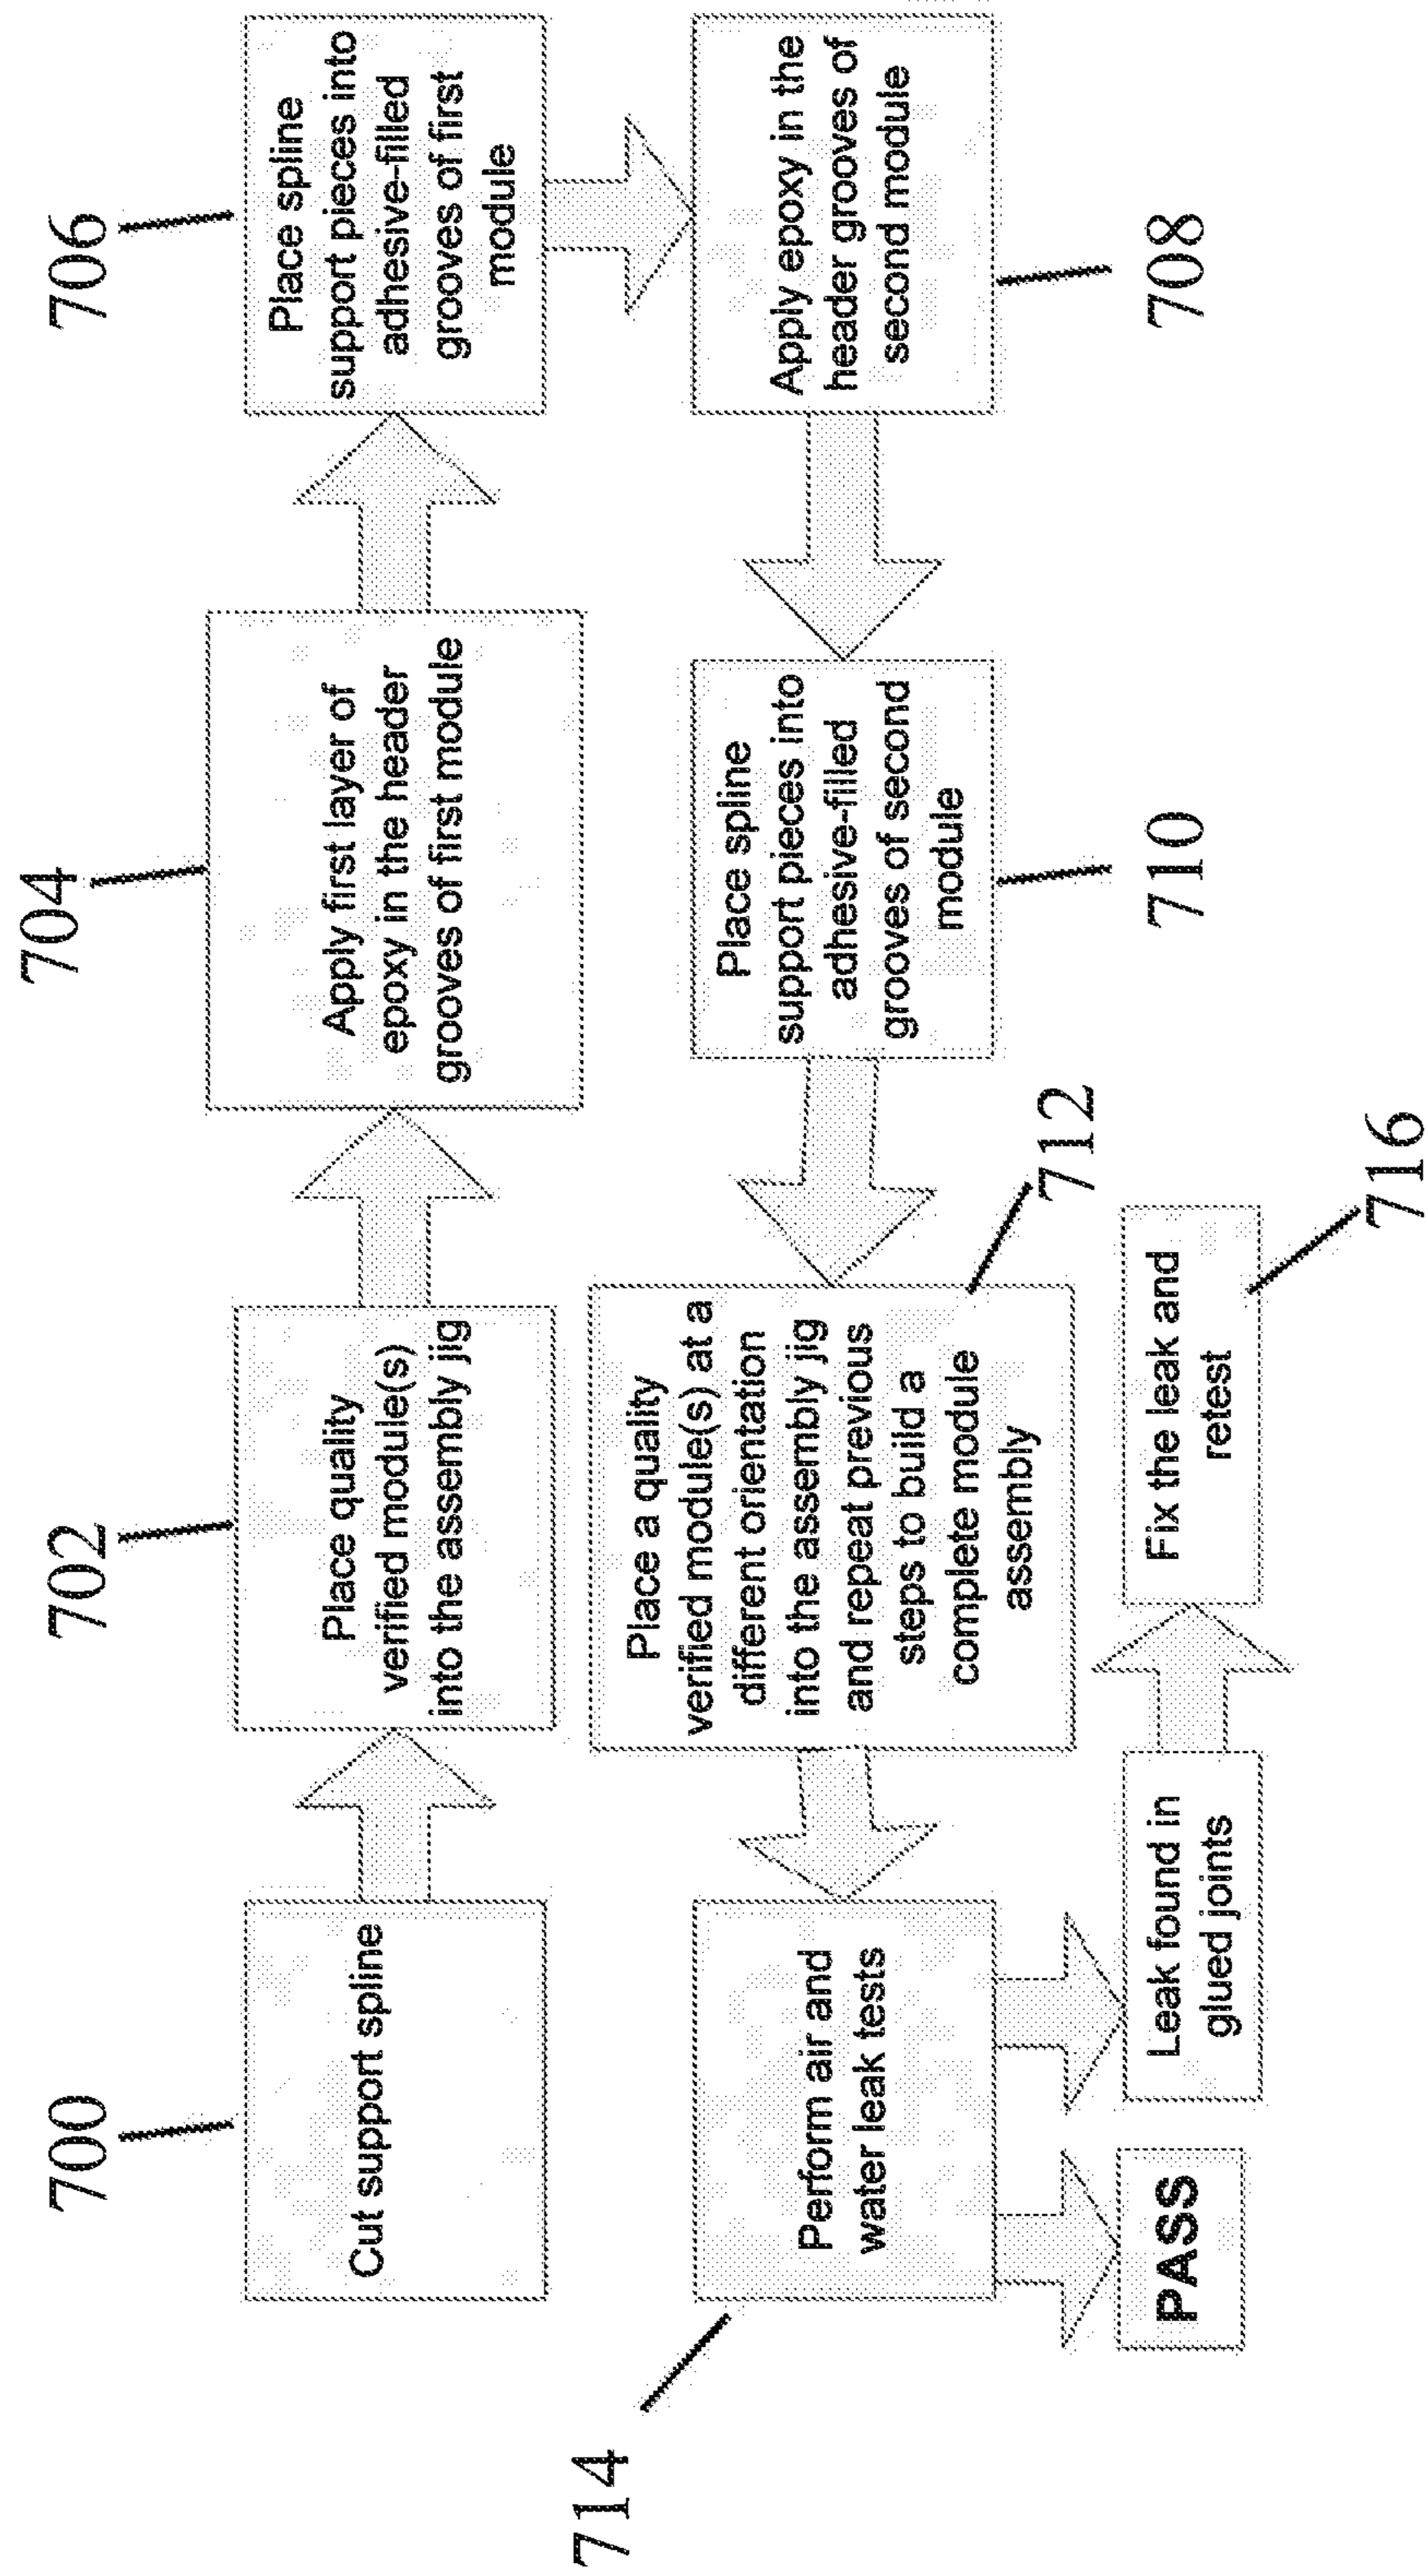 700
Cut support spline
702
Place quality
verified module(s)
into the assembly jig
704
Apply first layer of
epoxy in the header
grooves of first module
706
Place spline
support pieces into
adhesive-filled
grooves of first
module
Apply epoxy in the
header grooves of
second module
708
Place spline
support pieces into
adhesive-filled
grooves of second
module
710
Place a quality
verified module(s) at a
different orientation
into the assembly jig
and repeat previous
steps to build a
complete module
assembly
712
714
Perform air and
water leak tests
PASS
Leak found in
glued joints
Fix the leak and
retest
716